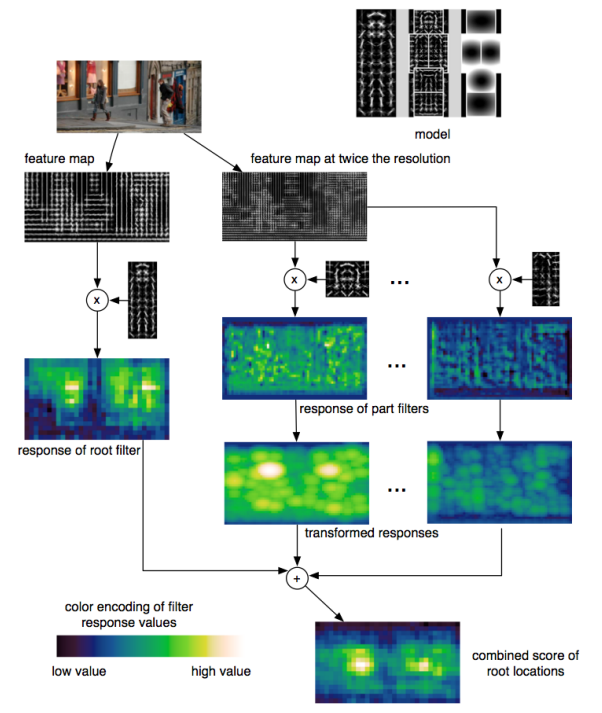 model
feature map
feature map at twice the resolution
x
x
...
x
...
response of part filters
response of root filter
...
transformed responses
+
color encoding of filter
response values
low value
high value
combined score of
root locations